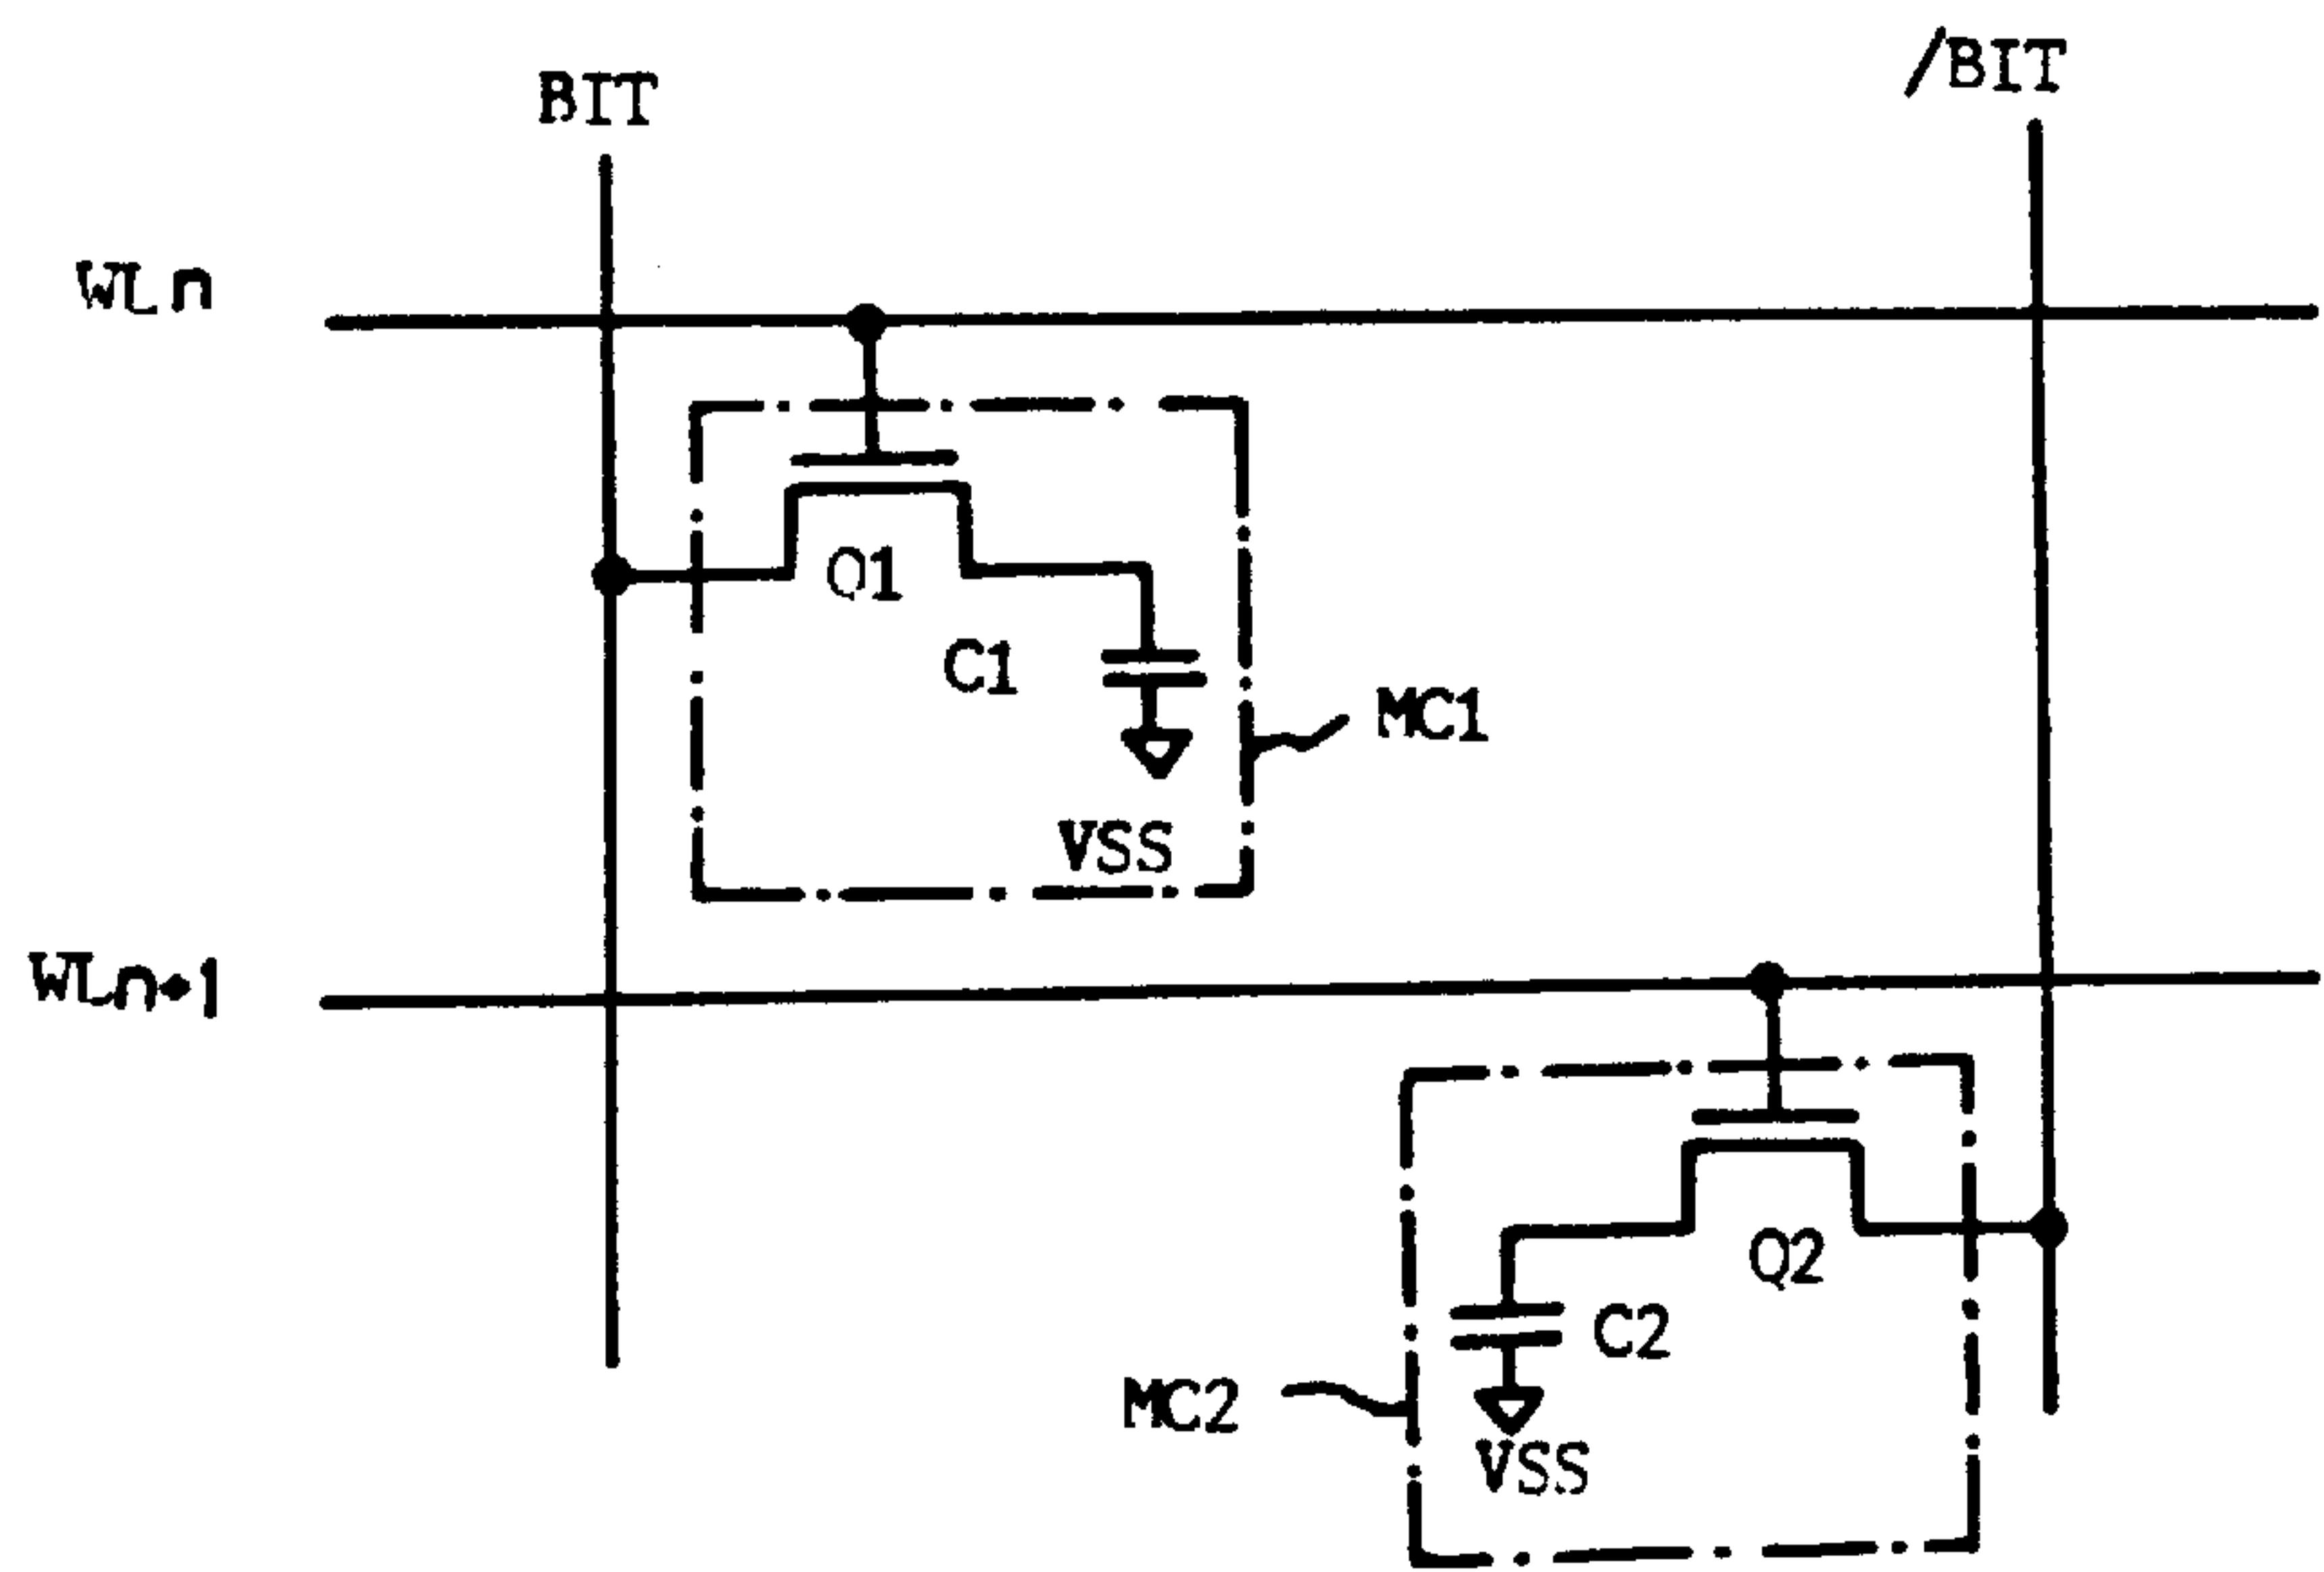 BIT
/BIT
WLn
Q1
C1
MC1
VSS
WLn+1
Q2
C2
MC2
VSS